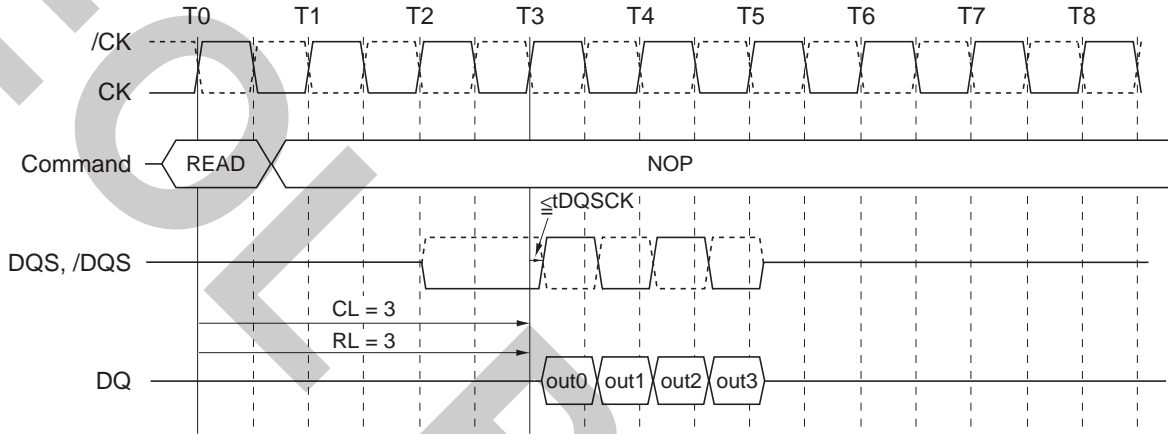 T0 T1 T2 T3 T4 T5 T6 T7 T8
/CK
CK
Command READ NOP
≦tDQSCK
DQS, /DQS
CL = 3
RL = 3
DQ out0 out1 out2 out3